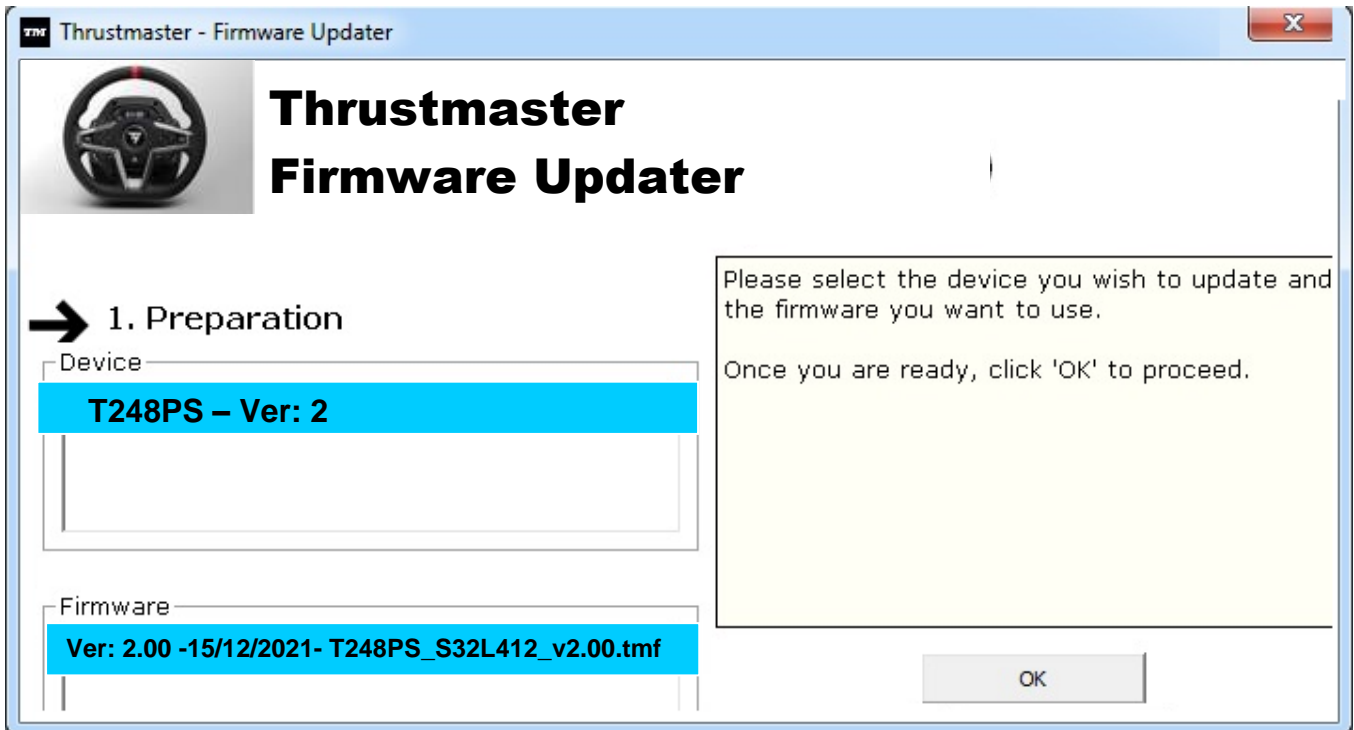 TM Thrustmaster - Firmware Updater
X
Thrustmaster
Firmware Updater
1. Preparation
Device
T248PS – Ver: 2
Firmware
Ver: 2.00 -15/12/2021- T248PS_S32L412_v2.00.tmf
Please select the device you wish to update and
the firmware you want to use.
Once you are ready, click 'OK' to proceed.
OK